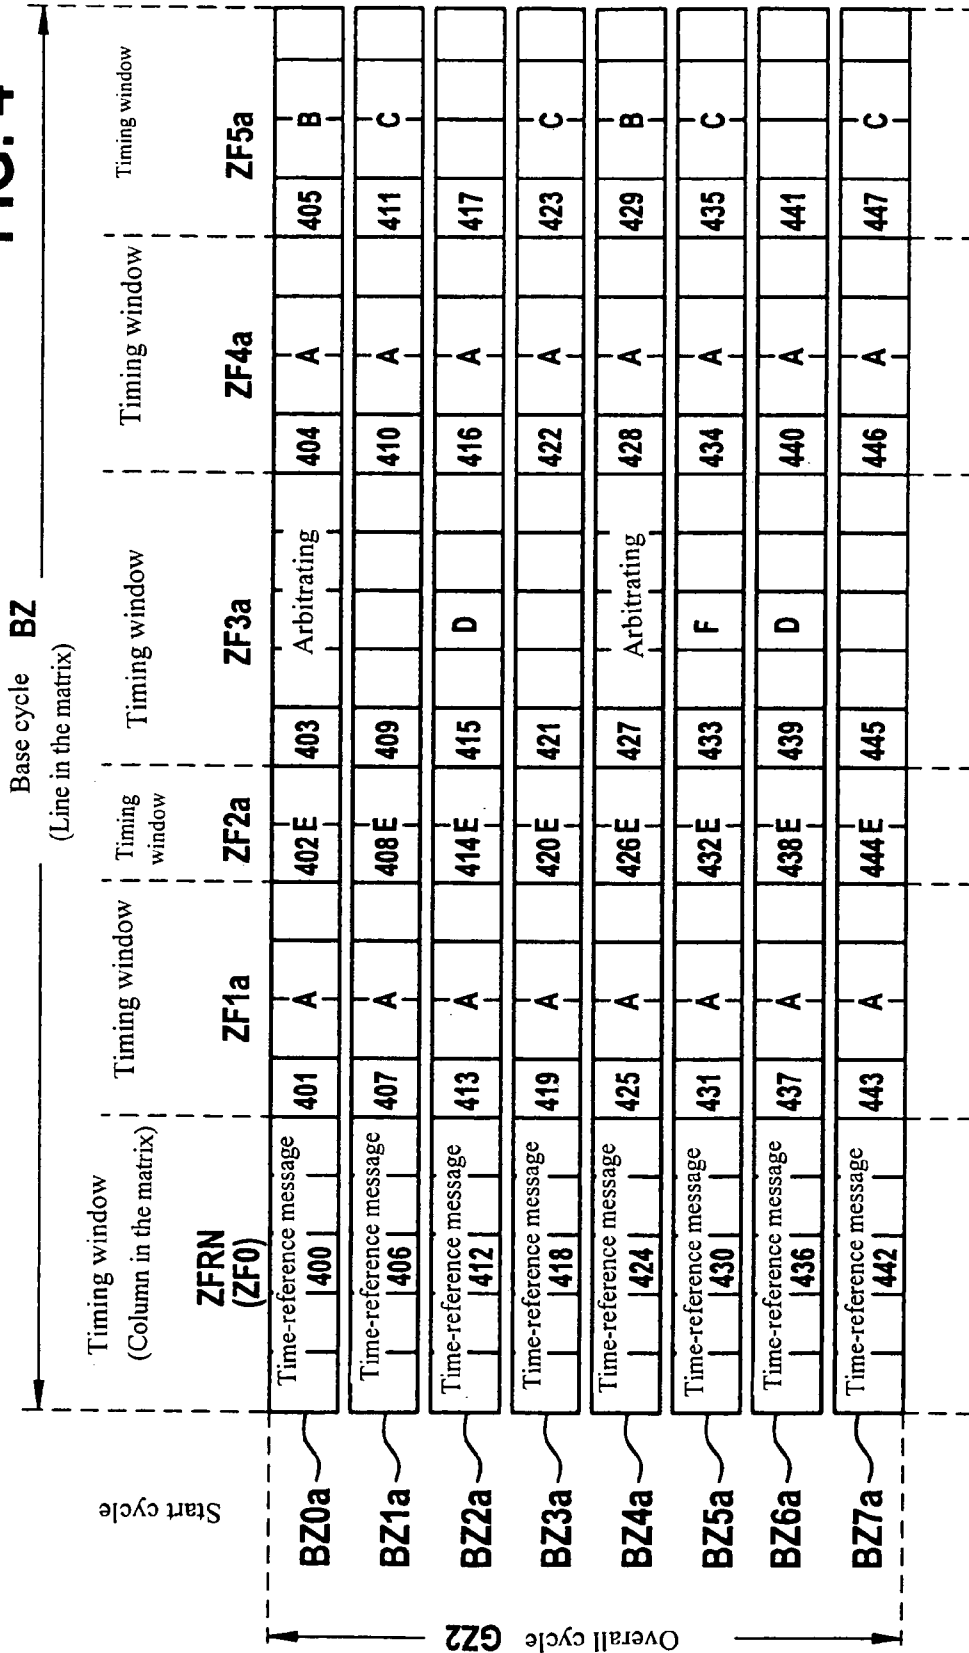 FIG. 4
Base cycle BZ
(Line in the matrix)
Timing window
(Column in the matrix)
Timing window
Timing
window
Timing window
Timing window
Timing window
Start cycle
ZFRN
(ZF0)
ZF1a
ZF2a
ZF3a
ZF4a
ZF5a
Overall cycle GZ2
BZ0a
Time-reference message
400
401
A
402 E
403
Arbitrating
404
A
405
B
BZ1a
Time-reference message
406
407
A
408 E
409
410
A
411
C
BZ2a
Time-reference message
412
413
A
414 E
415
D
416
A
417
BZ3a
Time-reference message
418
419
A
420 E
421
422
A
423
C
BZ4a
Time-reference message
424
425
A
426 E
427
Arbitrating
428
A
429
B
BZ5a
Time-reference message
430
431
A
432 E
433
F
434
A
435
C
BZ6a
Time-reference message
436
437
A
438 E
439
D
440
A
441
BZ7a
Time-reference message
442
443
A
444 E
445
446
A
447
C